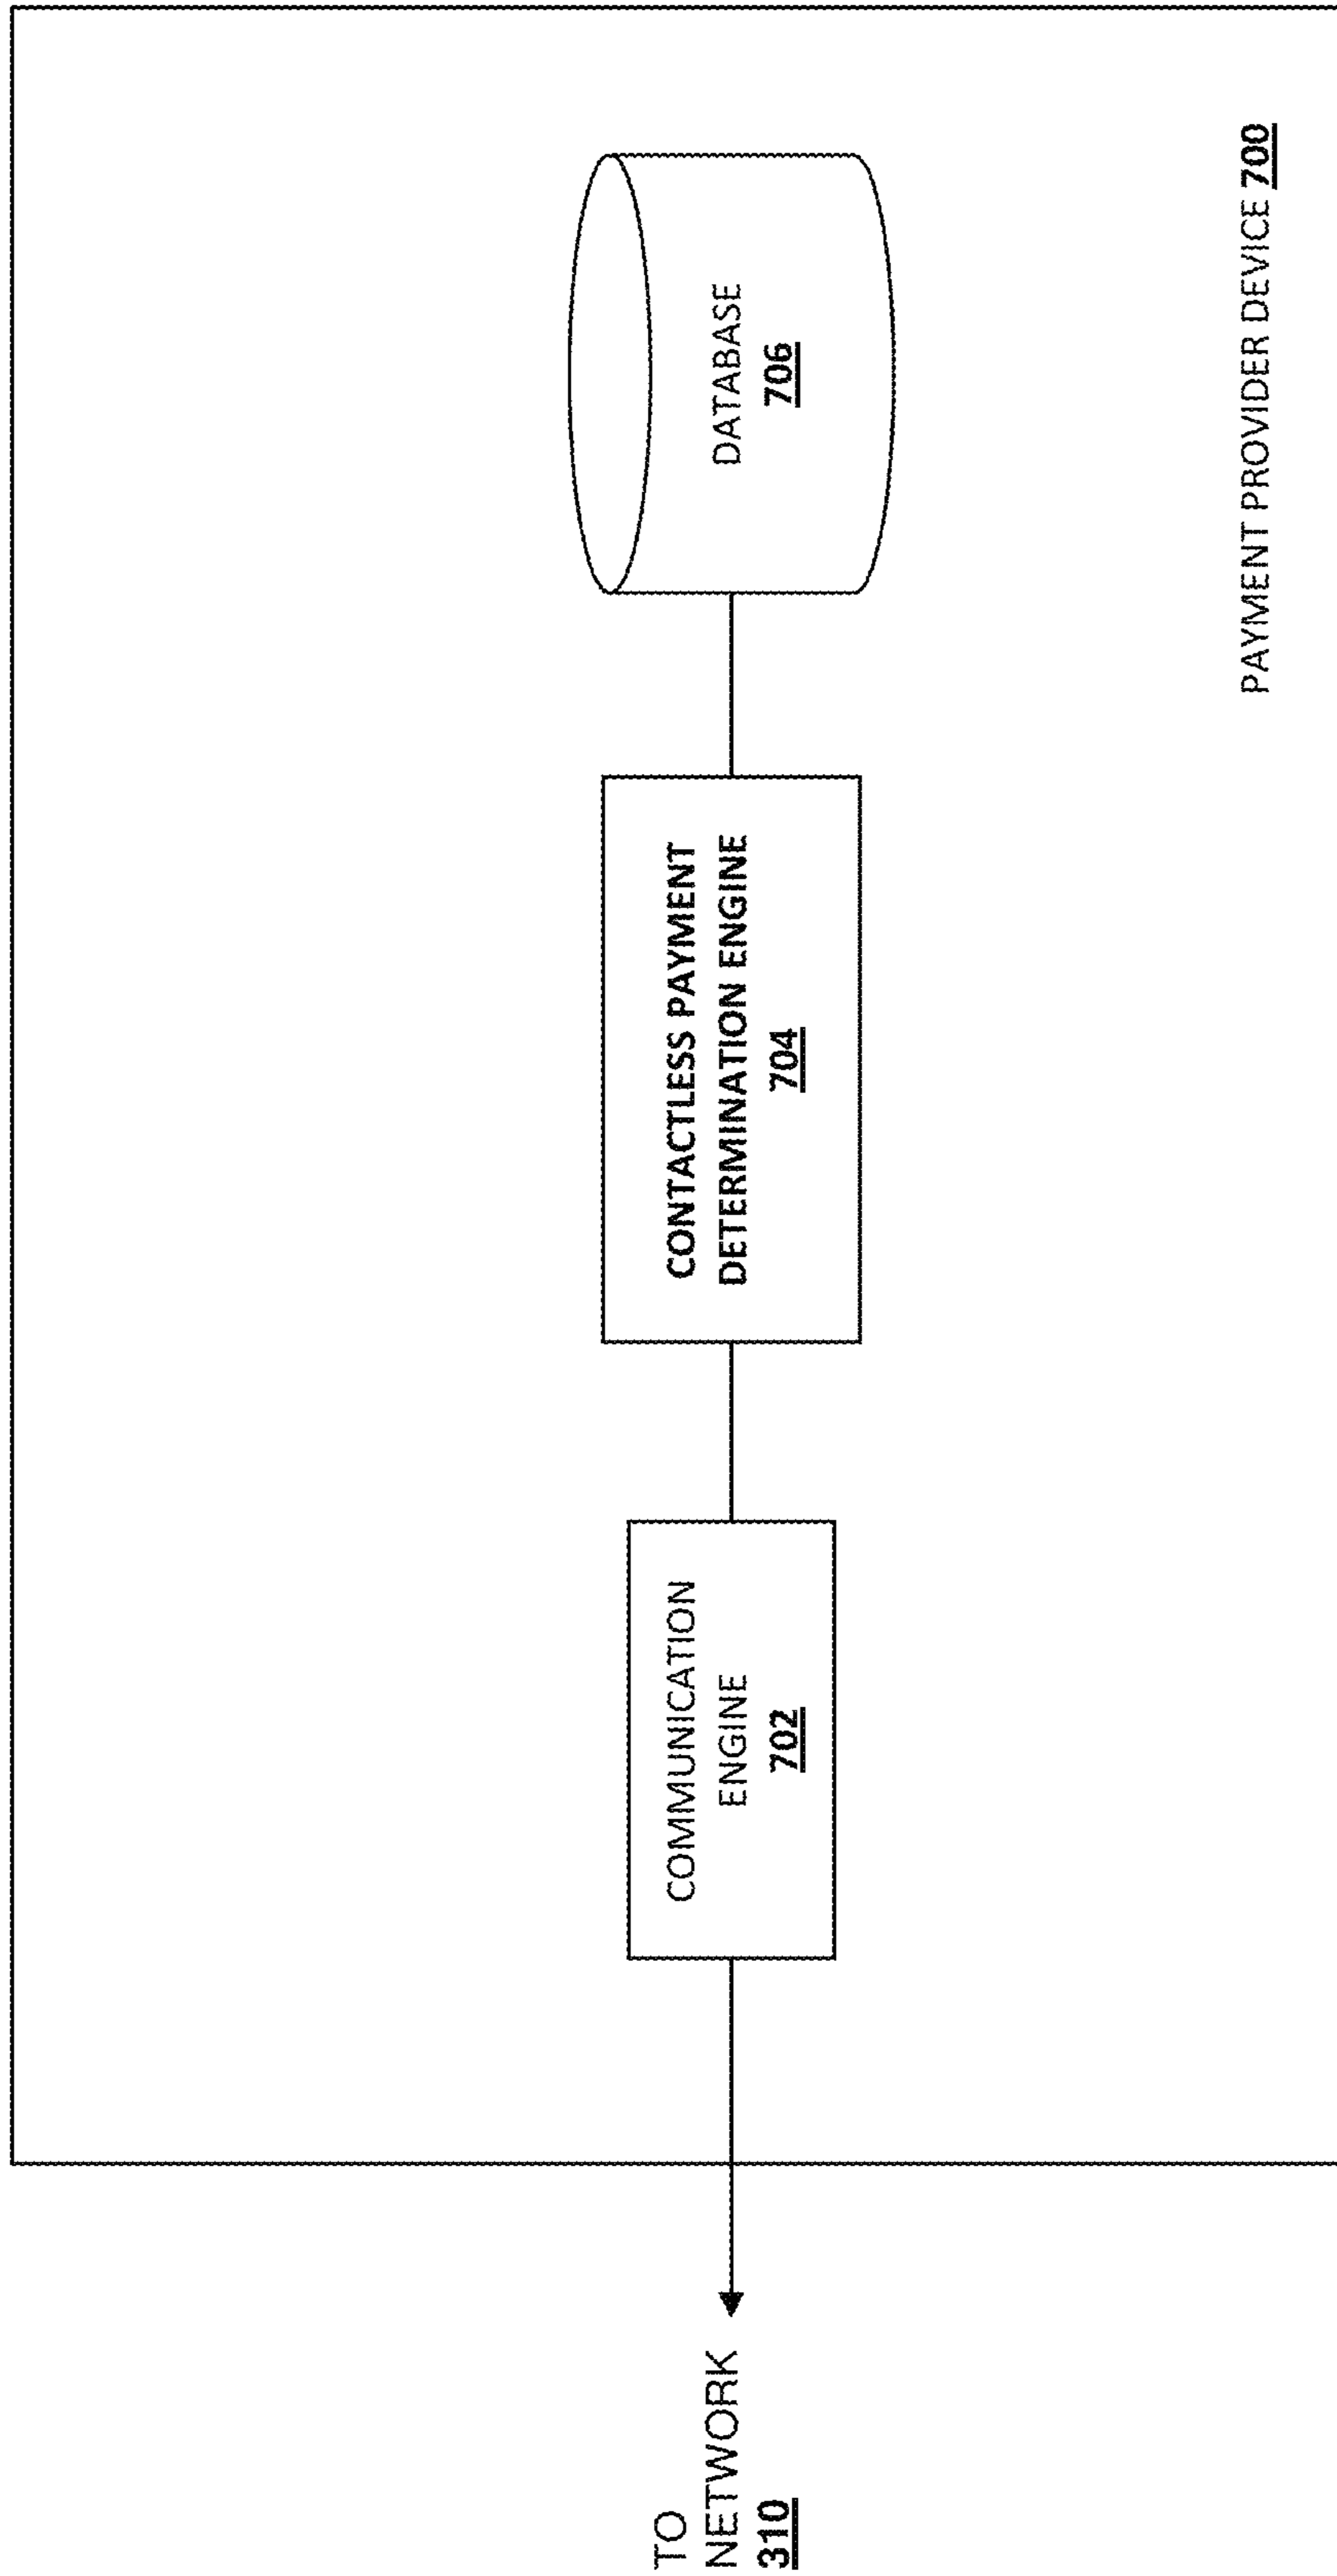 TO
NETWORK
310
COMMUNICATION
ENGINE
702
CONTACTLESS PAYMENT
DETERMINATION ENGINE
704
DATABASE
706
PAYMENT PROVIDER DEVICE 700